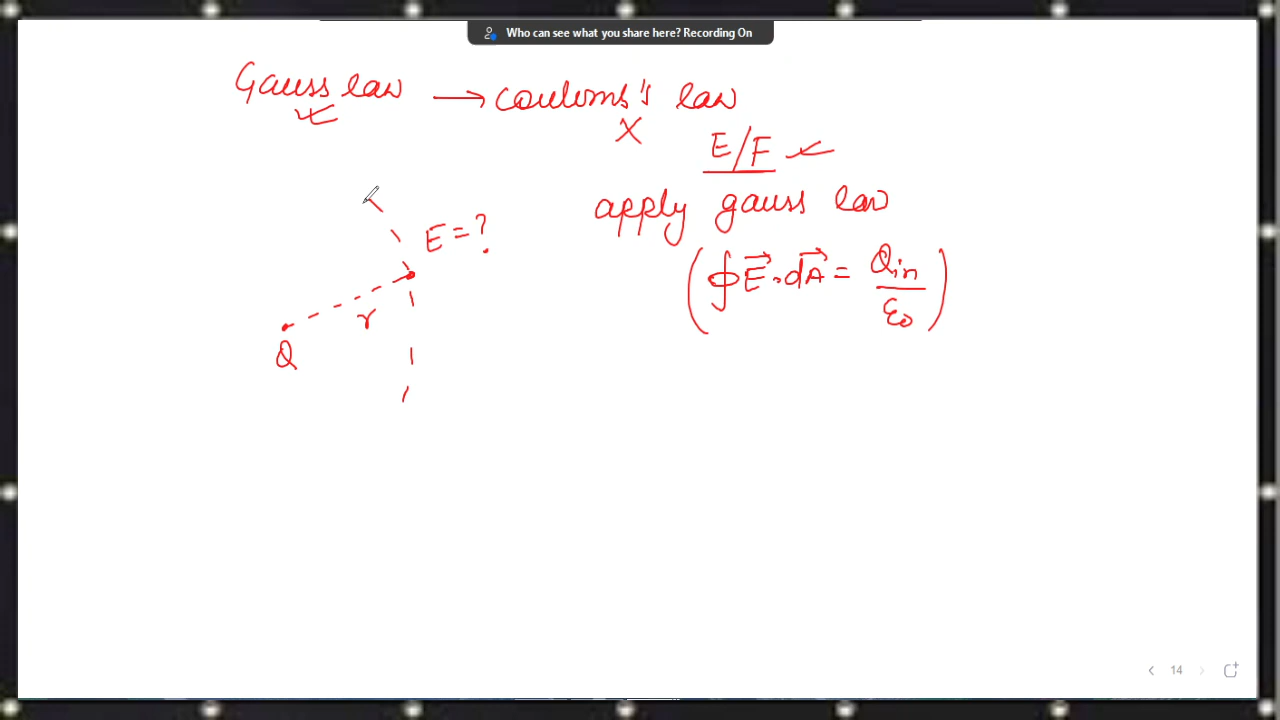 Who can see what you share here? Recording On
Gauss law → Couloms's law
✓ X
E/F ✓
apply gauss law
E = ?
(∮E⃗.dA⃗ = Qin/ε0)
r
Q
< 14 >